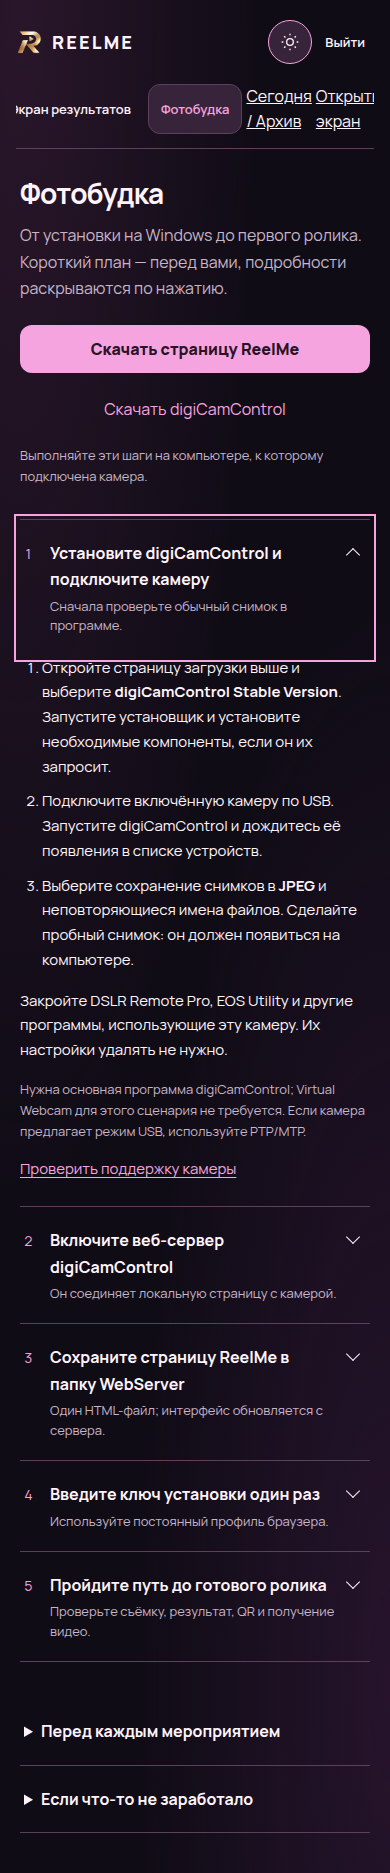 REELME
Выйти
Экран результатов
Фотобудка
Сегодня
/ Архив
экран
Фотобудка
От установки на Windows до первого ролика.
Короткий план — перед вами, подробности
раскрываются по нажатию.
Скачать страницу ReelMe
Скачать digiCamControl
Выполняйте эти шаги на компьютере, к которому
подключена камера.
1
Установите digiCamControl и
подключите камеру
Сначала проверьте обычный снимок в
программе.
1. Откройте страницу загрузки выше и
выберите digiCamControl Stable Version.
Запустите установщик и установите
необходимые компоненты, если он их
запросит.
2. Подключите включённую камеру по USB.
Запустите digiCamControl и дождитесь её
появления в списке устройств.
3. Выберите сохранение снимков в JPEG и
неповторяющиеся имена файлов. Сделайте
пробный снимок: он должен появиться на
компьютере.
Закройте DSLR Remote Pro, EOS Utility и другие
программы, использующие эту камеру. Их
настройки удалять не нужно.
Нужна основная программа digiCamControl; Virtual
Webcam для этого сценария не требуется. Если камера
предлагает режим USB, используйте PTP/MTP.
Проверить поддержку камеры
2
Включите веб-сервер
digiCamControl
Он соединяет локальную страницу с камерой.
3
Сохраните страницу ReelMe в
папку WebServer
Один HTML-файл; интерфейс обновляется с
сервера.
4
Введите ключ установки один раз
Используйте постоянный профиль браузера.
5
Пройдите путь до готового ролика
Проверьте съёмку, результат, QR и получение
видео.
Перед каждым мероприятием
Если что-то не заработало